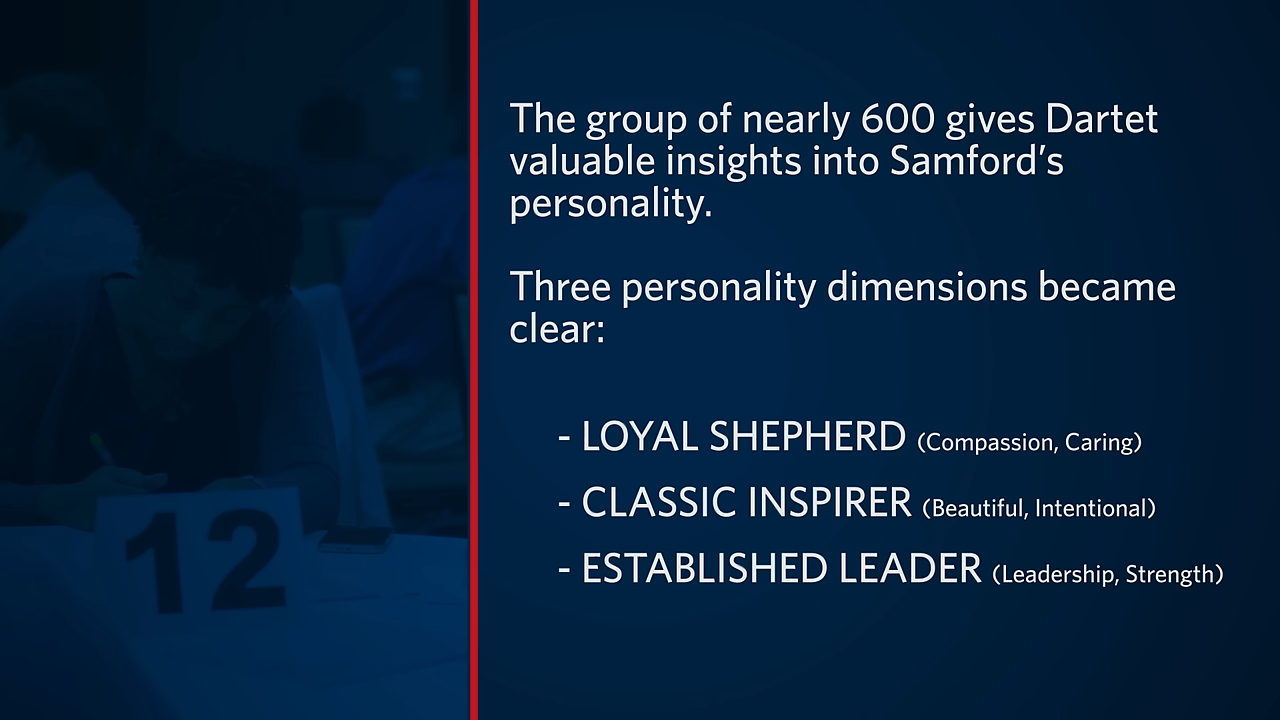 The group of nearly 600 gives Dartet
valuable insights into Samford’s
personality.
Three personality dimensions became
clear:
- LOYAL SHEPHERD (Compassion, Caring)
- CLASSIC INSPIRER (Beautiful, Intentional)
- ESTABLISHED LEADER (Leadership, Strength)
12